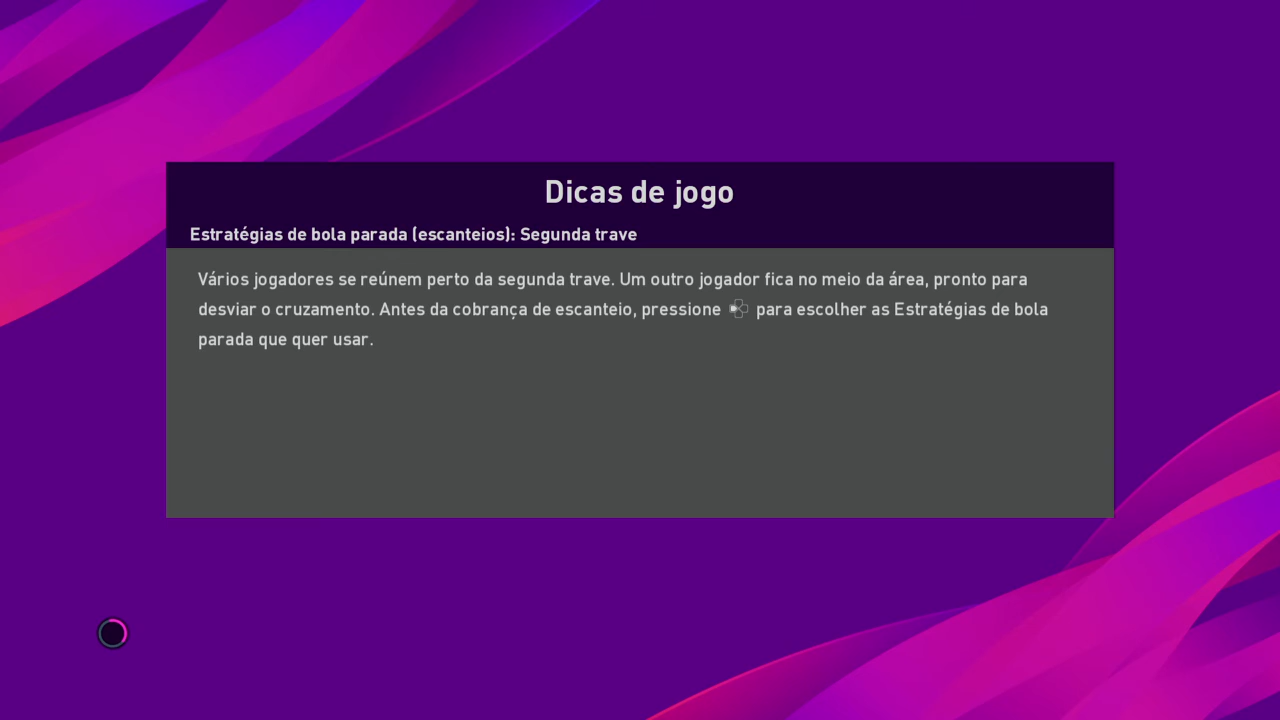 Dicas de jogo
Estratégias de bola parada (escanteios): Segunda trave
Vários jogadores se reúnem perto da segunda trave. Um outro jogador fica no meio da área, pronto para
desviar o cruzamento. Antes da cobrança de escanteio, pressione para escolher as Estratégias de bola
parada que quer usar.